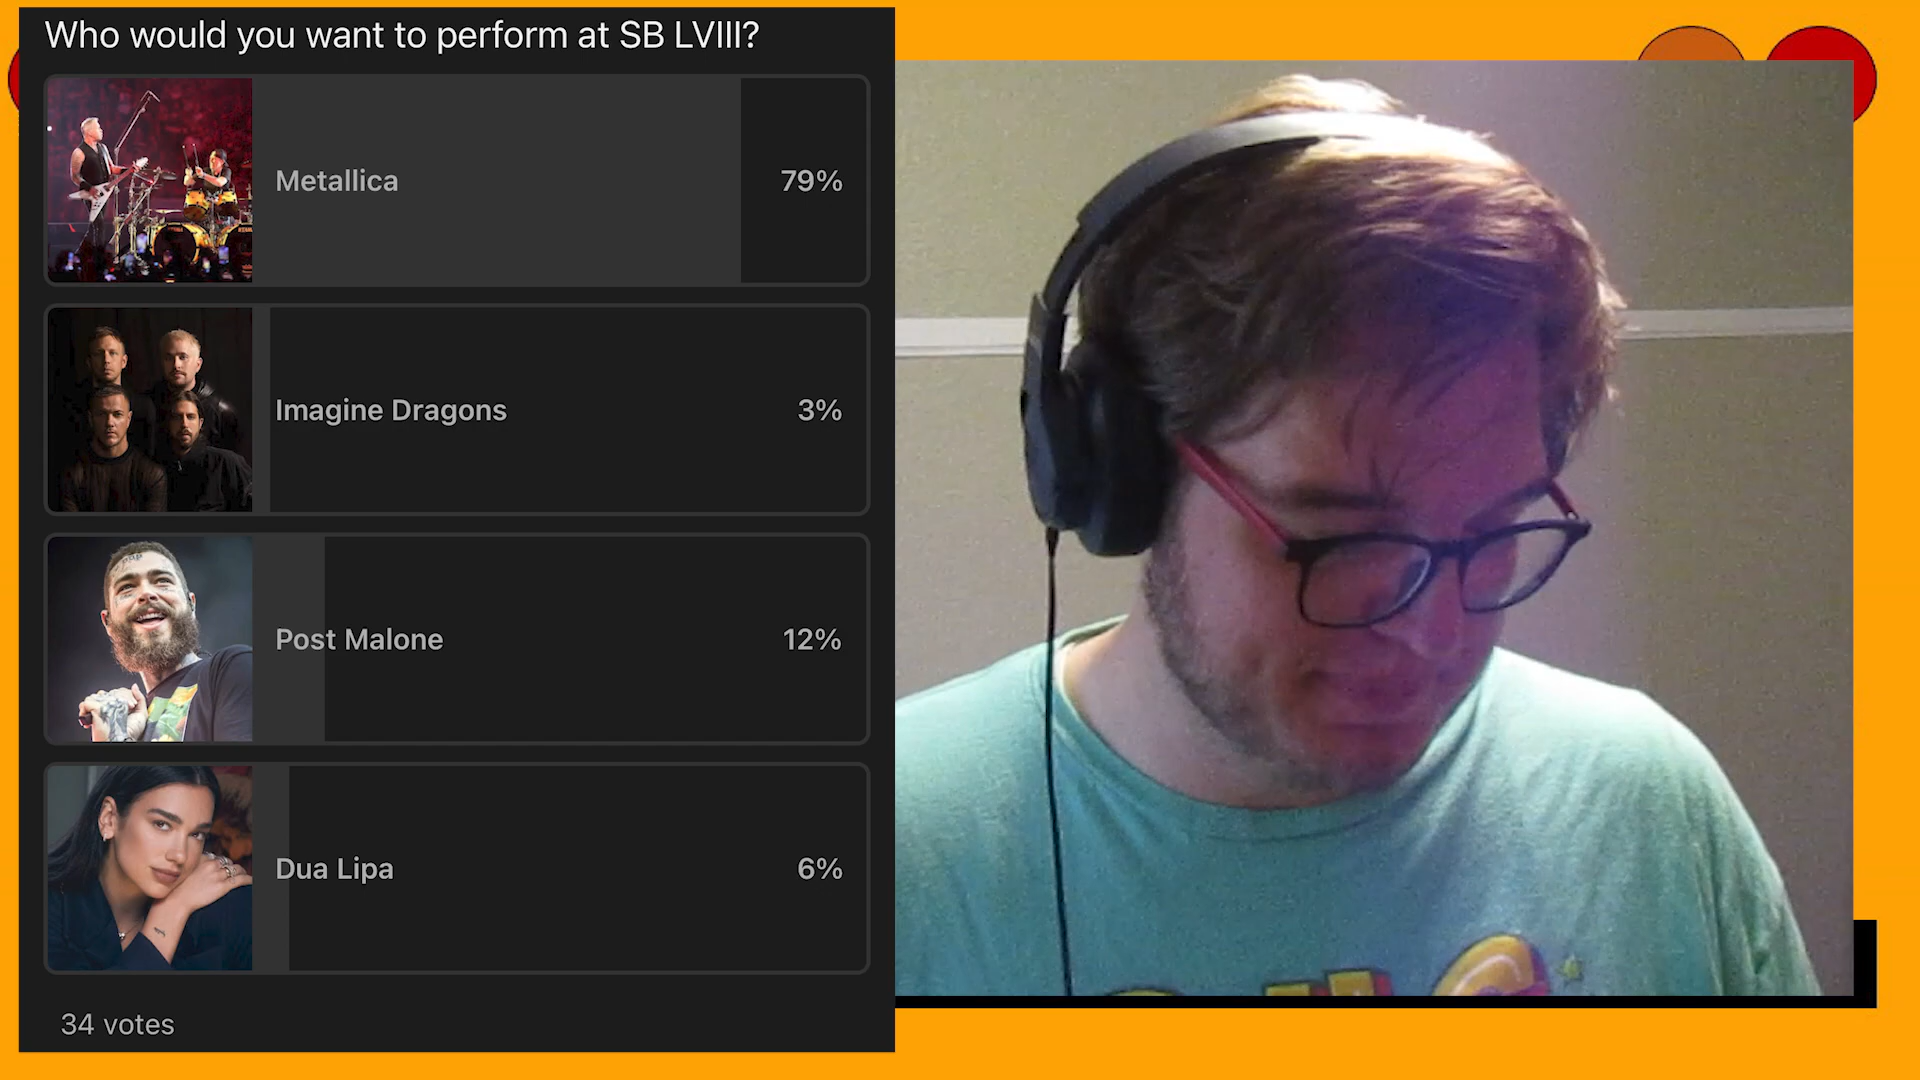 Who would you want to perform at SB LVIII?
Metallica
79%
Imagine Dragons
3%
Post Malone
12%
Dua Lipa
6%
34 votes